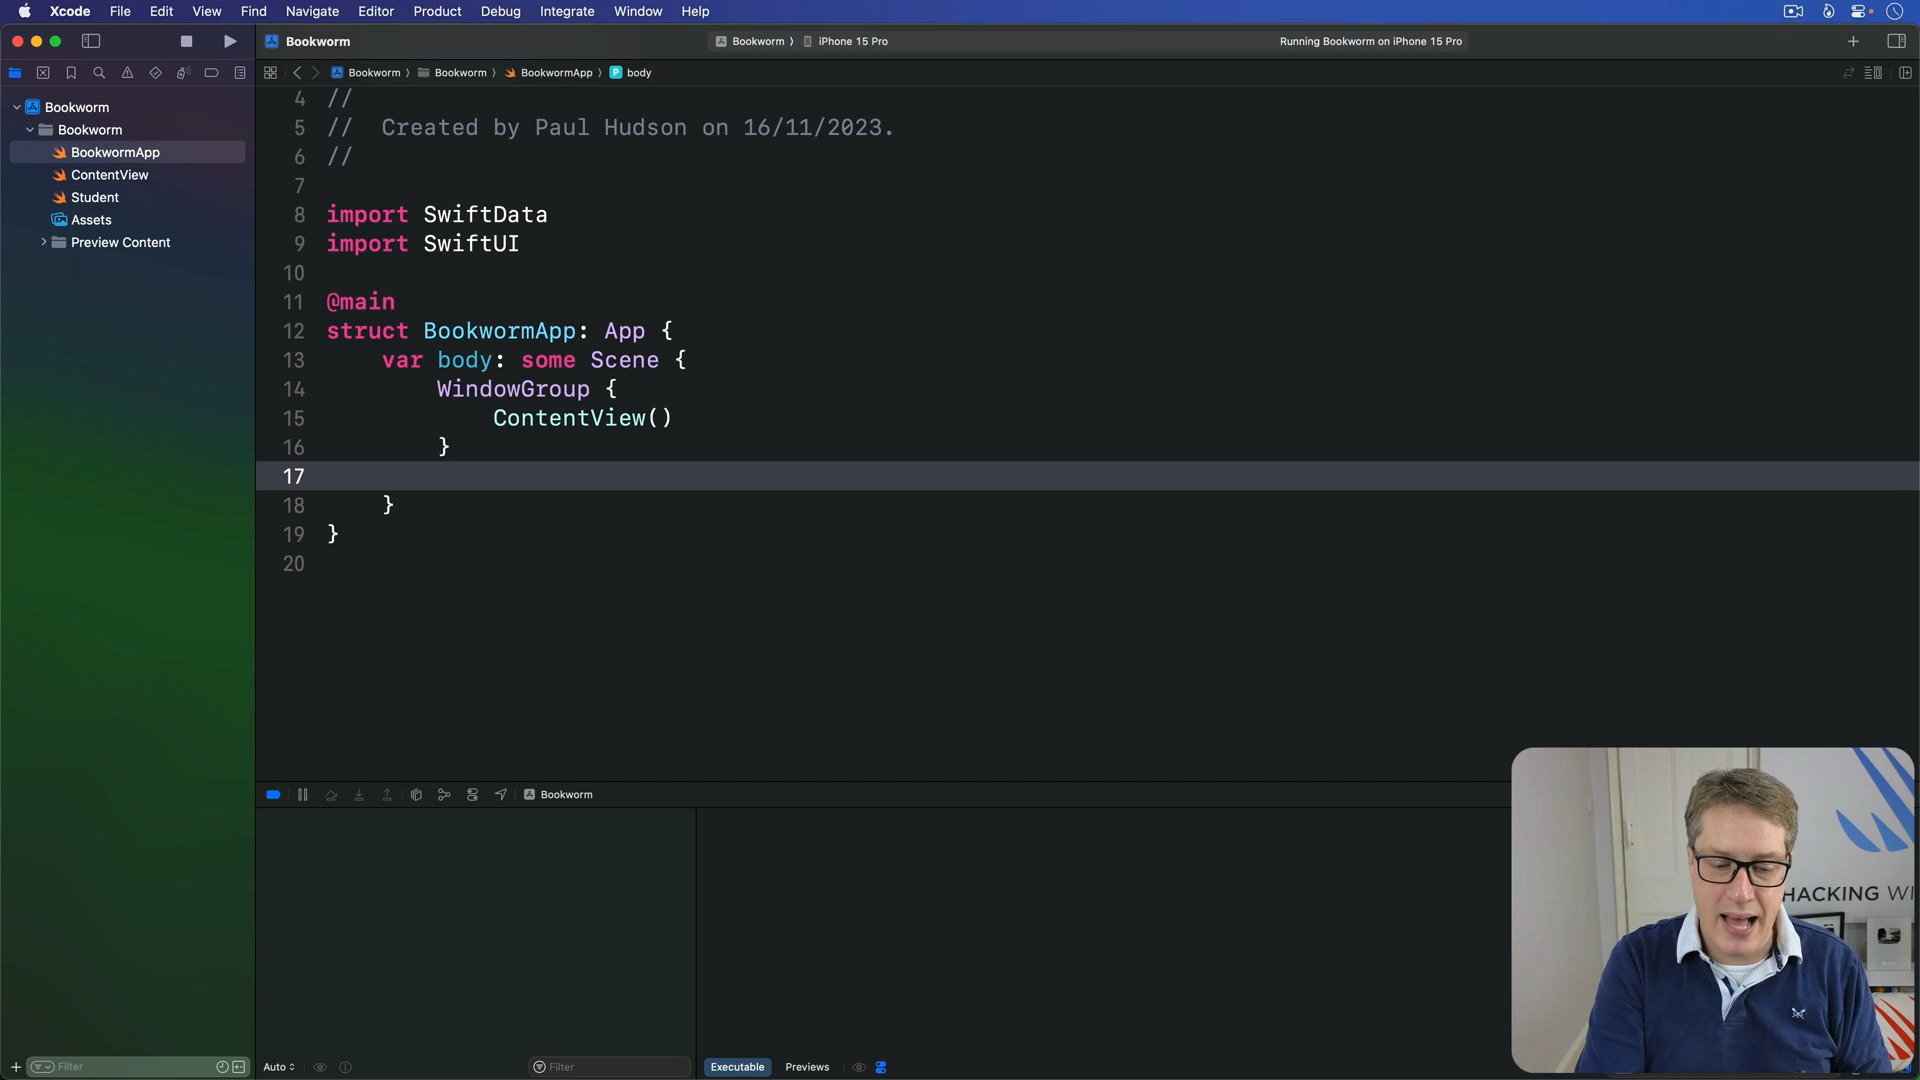 Xcode File Edit View Find Navigate Editor Product Debug Integrate Window Help
Bookworm
Bookworm iPhone 15 Pro
Running Bookworm on iPhone 15 Pro
Bookworm Bookworm BookwormApp P body
Bookworm
Bookworm
BookwormApp
ContentView
Student
Assets
Preview Content
4 //
5 // Created by Paul Hudson on 16/11/2023.
6 //
7
8 import SwiftData
9 import SwiftUI
10
11 @main
12 struct BookwormApp: App {
13 var body: some Scene {
14 WindowGroup {
15 ContentView()
16 }
17
18 }
19 }
20
Bookworm
HACKING WI
Filter
Auto
Filter
Executable Previews